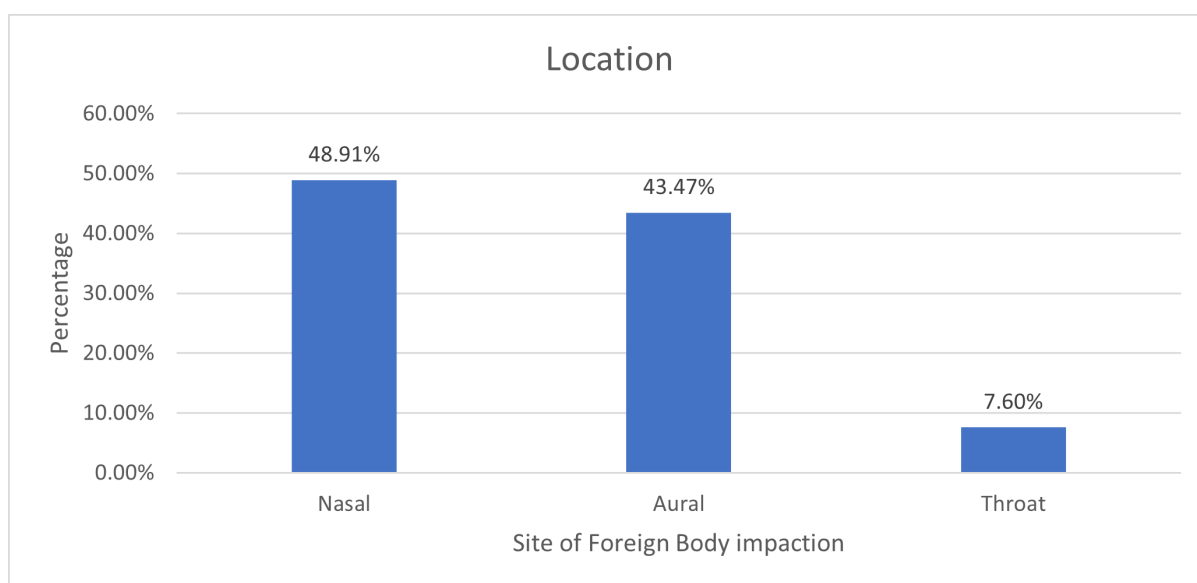 Location
60.00%
50.00%
40.00%
30.00%
20.00%
10.00%
0.00%
Percentage
48.91%
43.47%
7.60%
Nasal
Aural
Throat
Site of Foreign Body impaction